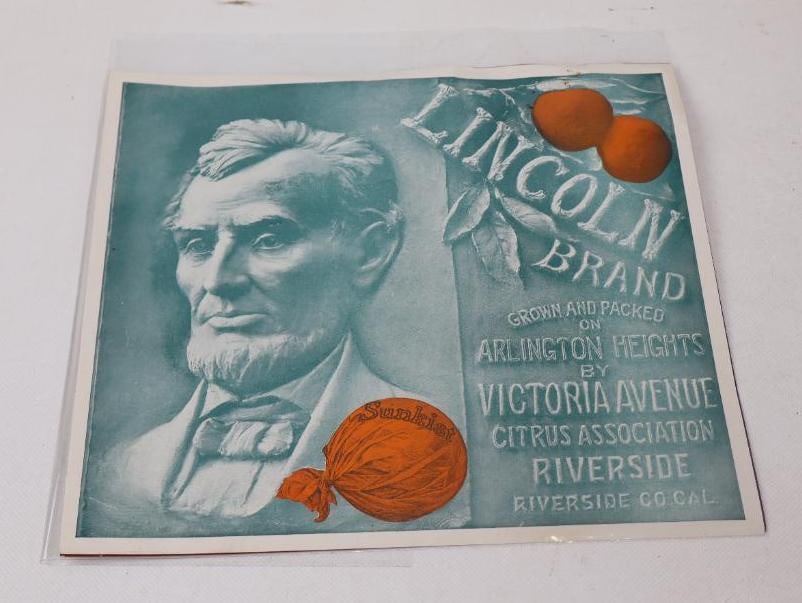 LINCOLN
BRAND
GROWN AND PACKED
ON
ARLINGTON HEIGHTS
BY
VICTORIA AVENUE
CITRUS ASSOCIATION
RIVERSIDE
RIVERSIDE CO. CAL.
Sunkist